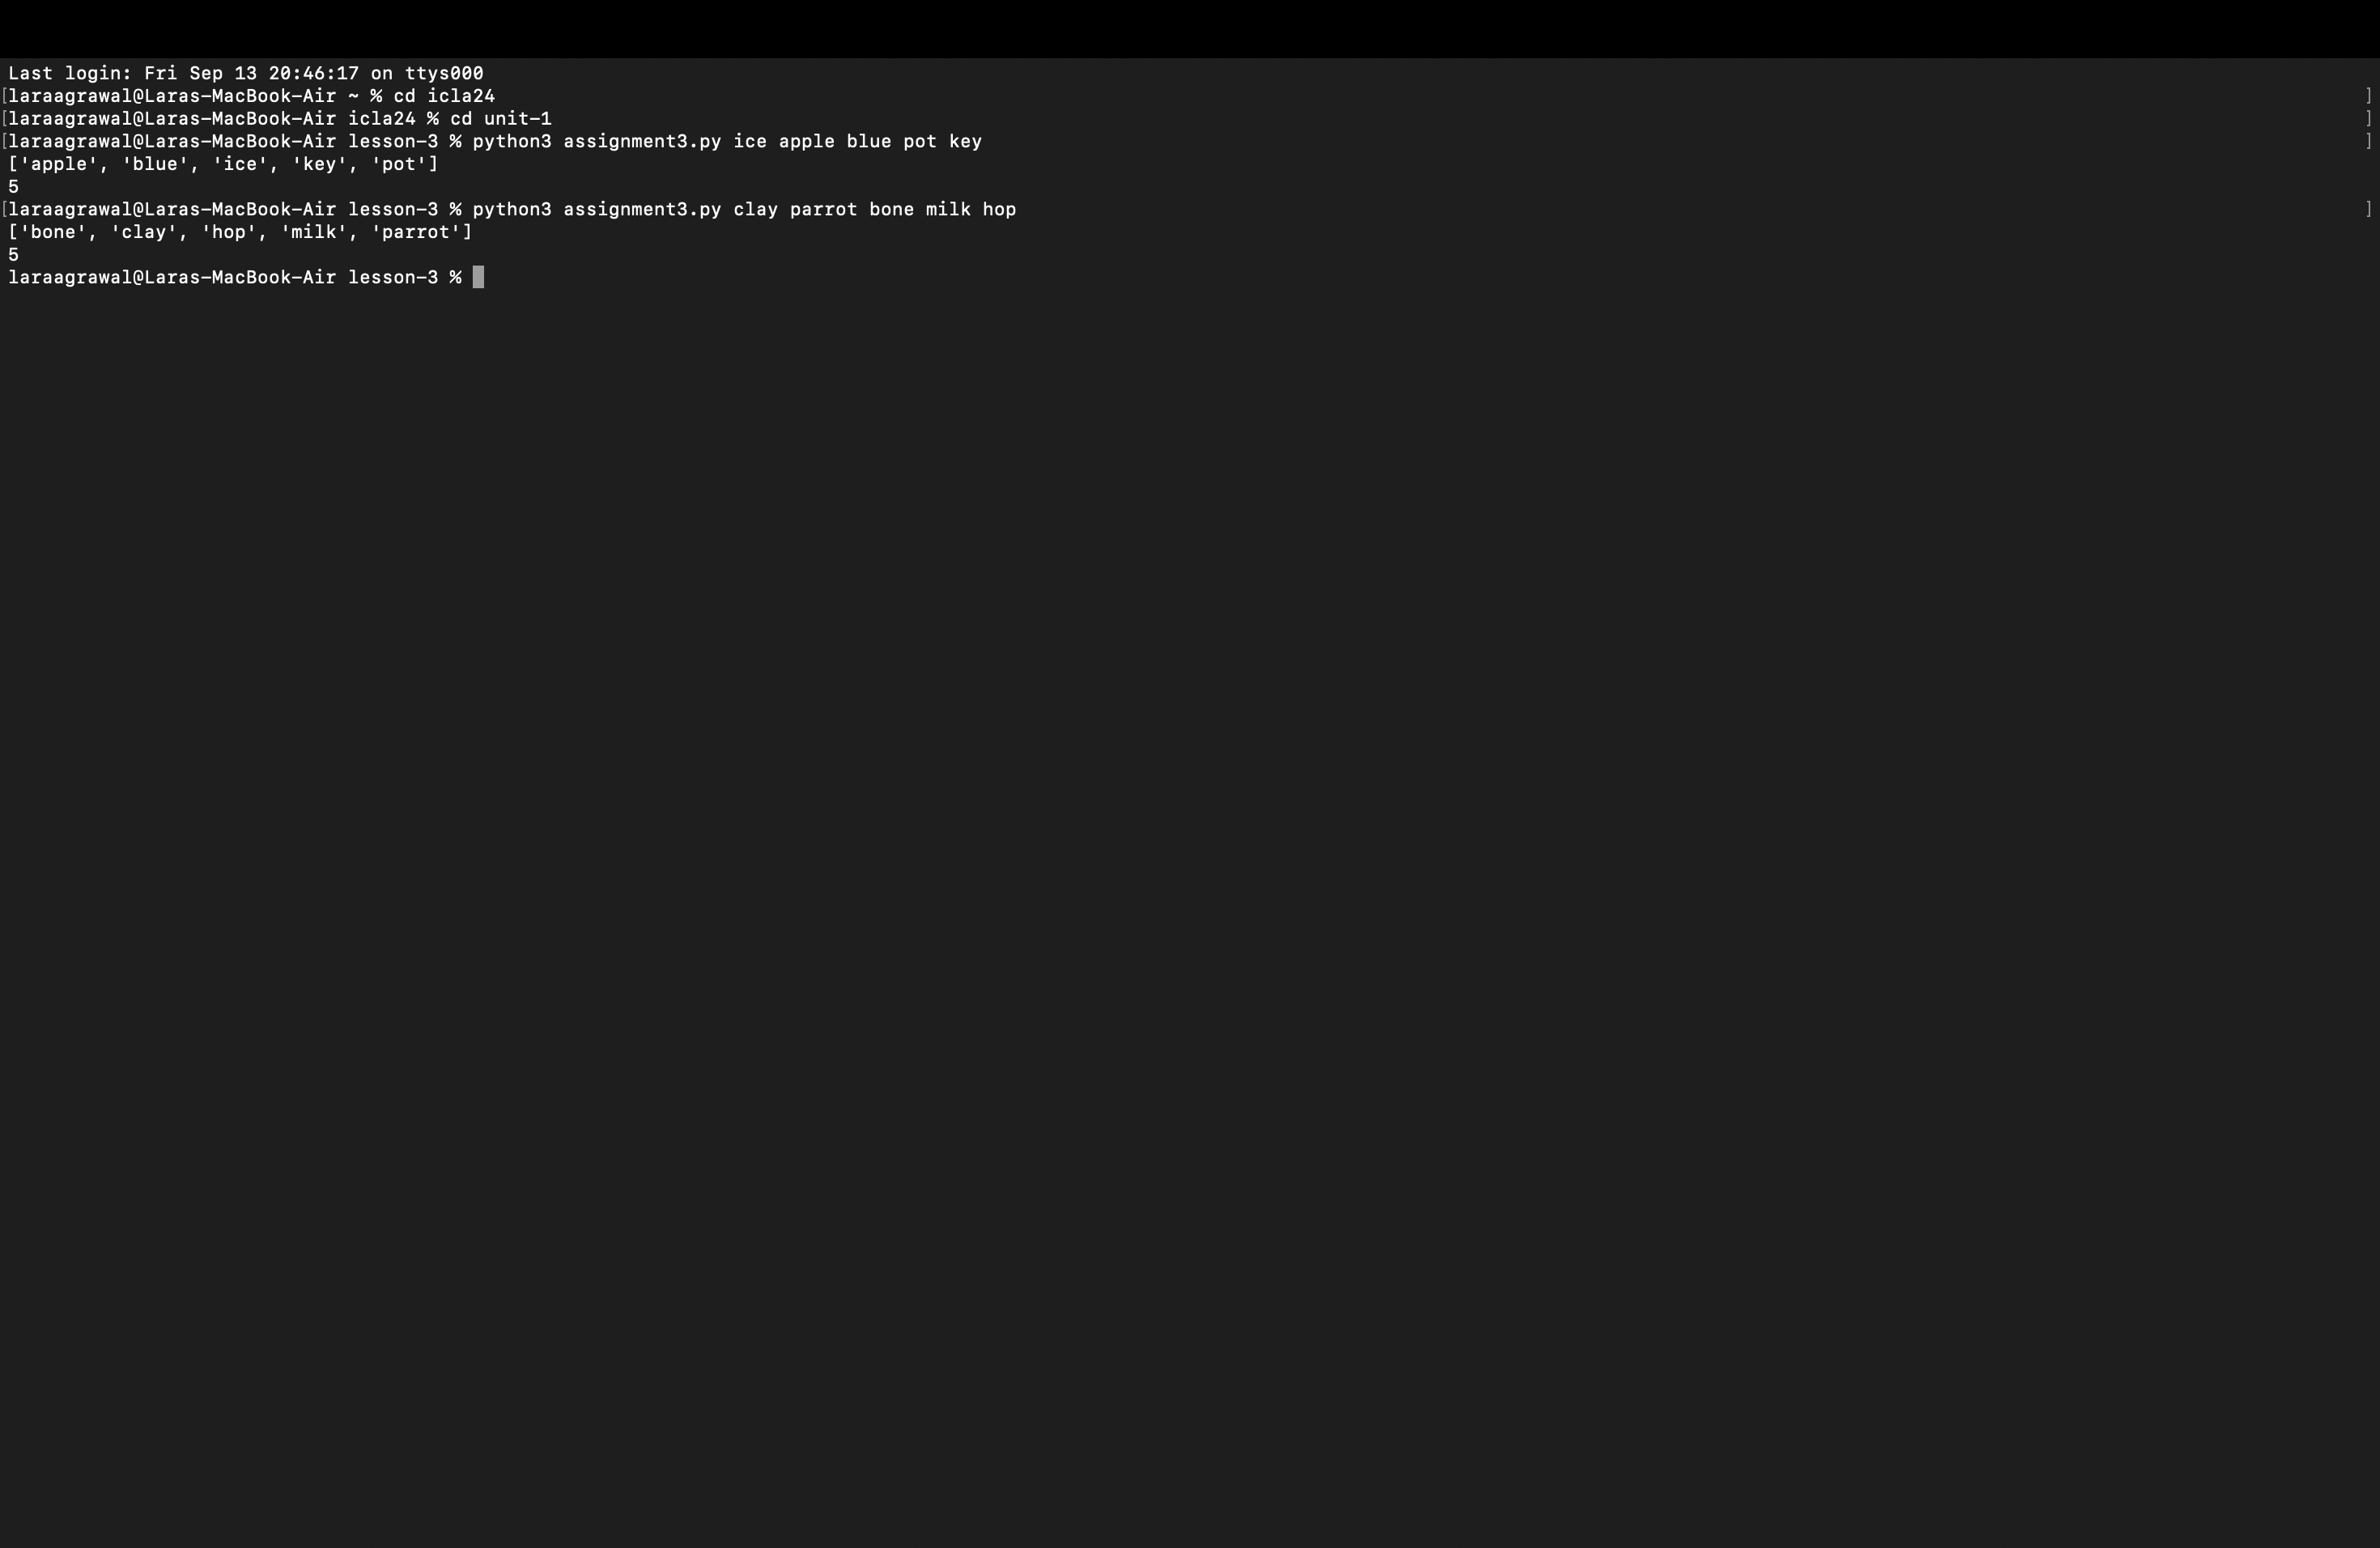 Last login: Fri Sep 13 20:46:17 on ttys000
[laraagrawal@Laras-MacBook-Air ~ % cd icla24 ]
[laraagrawal@Laras-MacBook-Air icla24 % cd unit-1 ]
[laraagrawal@Laras-MacBook-Air lesson-3 % python3 assignment3.py ice apple blue pot key ]
['apple', 'blue', 'ice', 'key', 'pot']
5
[laraagrawal@Laras-MacBook-Air lesson-3 % python3 assignment3.py clay parrot bone milk hop ]
['bone', 'clay', 'hop', 'milk', 'parrot']
5
laraagrawal@Laras-MacBook-Air lesson-3 %